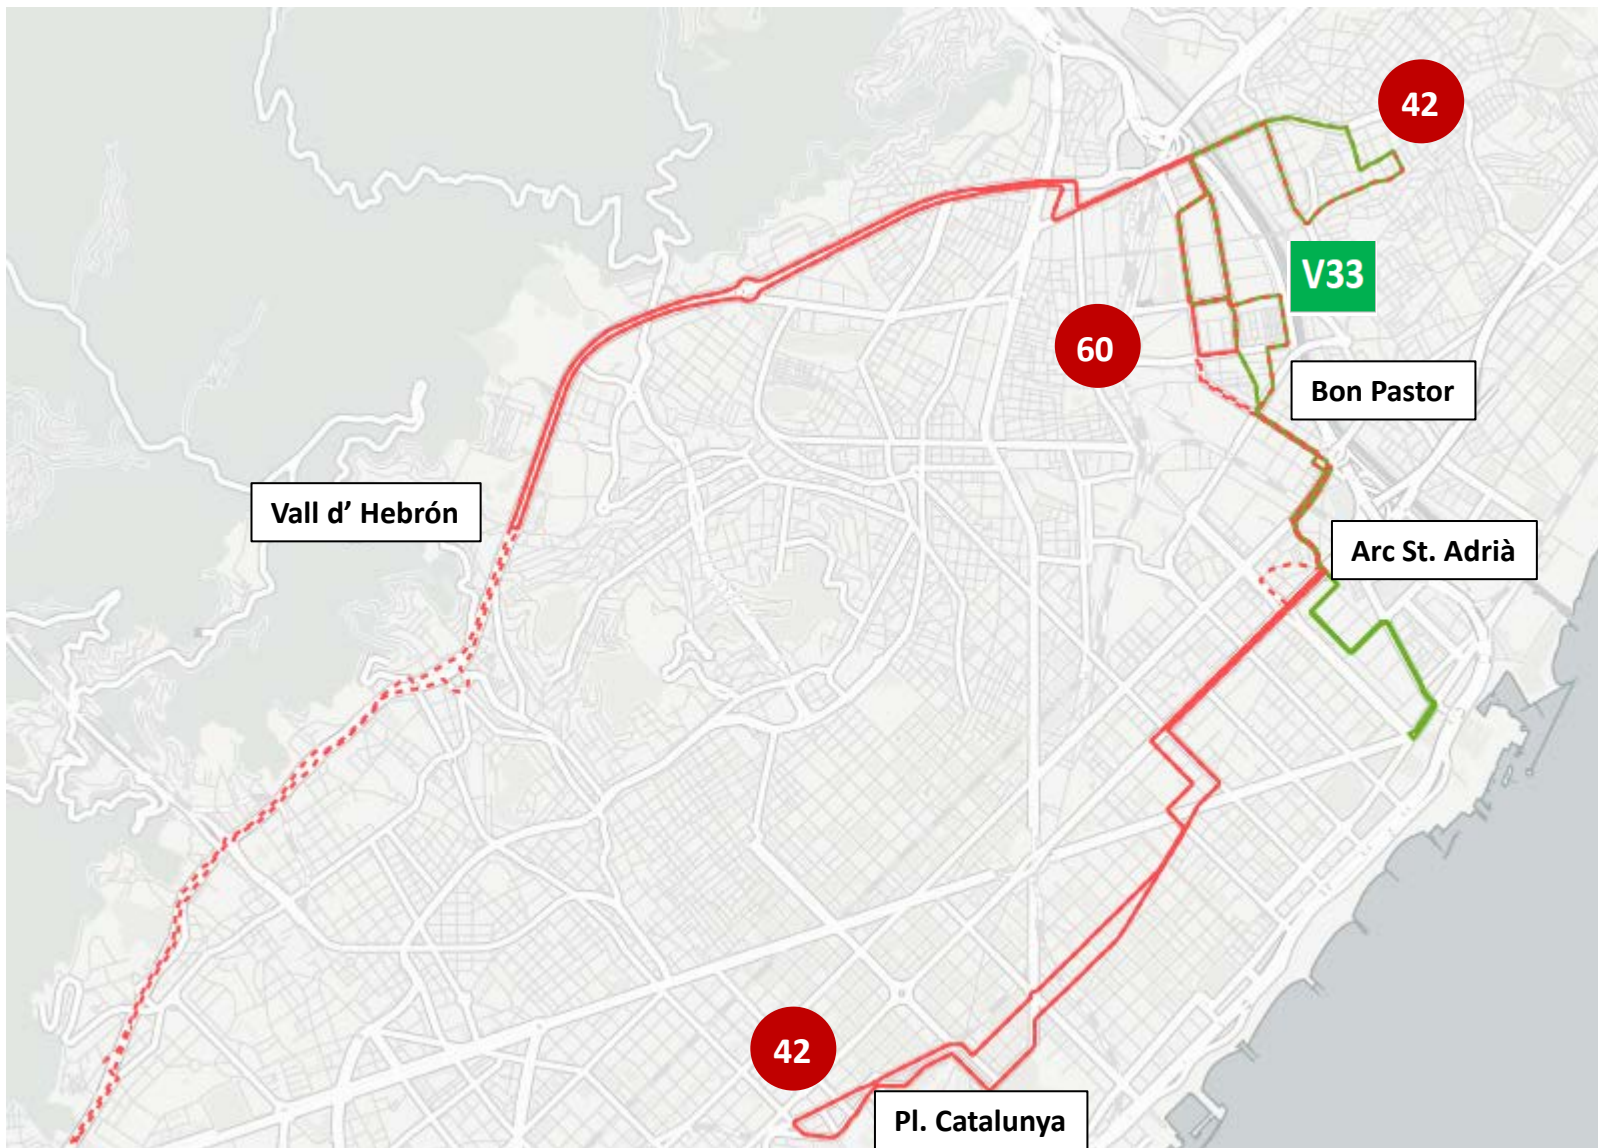 42
V33
60
Bon Pastor
Vall d’ Hebrón
Arc St. Adrià
42
Pl. Catalunya